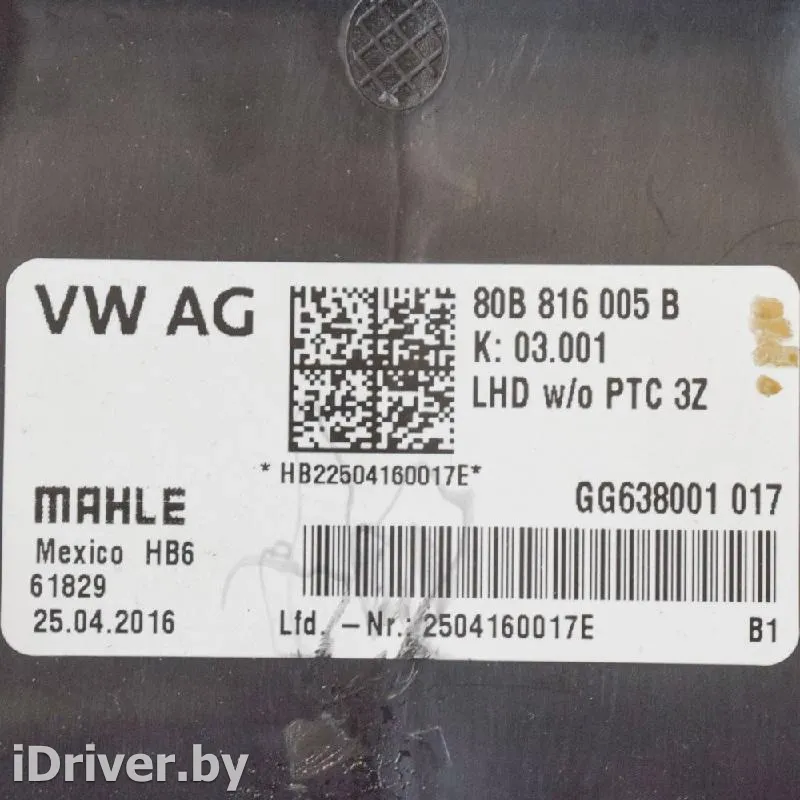 VW AG
80B 816 005 B
K: 03.001
LHD w/o PTC 3Z
*HB22504160017E*
GG638001 017
MAHLE
Mexico HB6
61829
25.04.2016
Lfd. -Nr.: 2504160017E
B1
iDriver.by